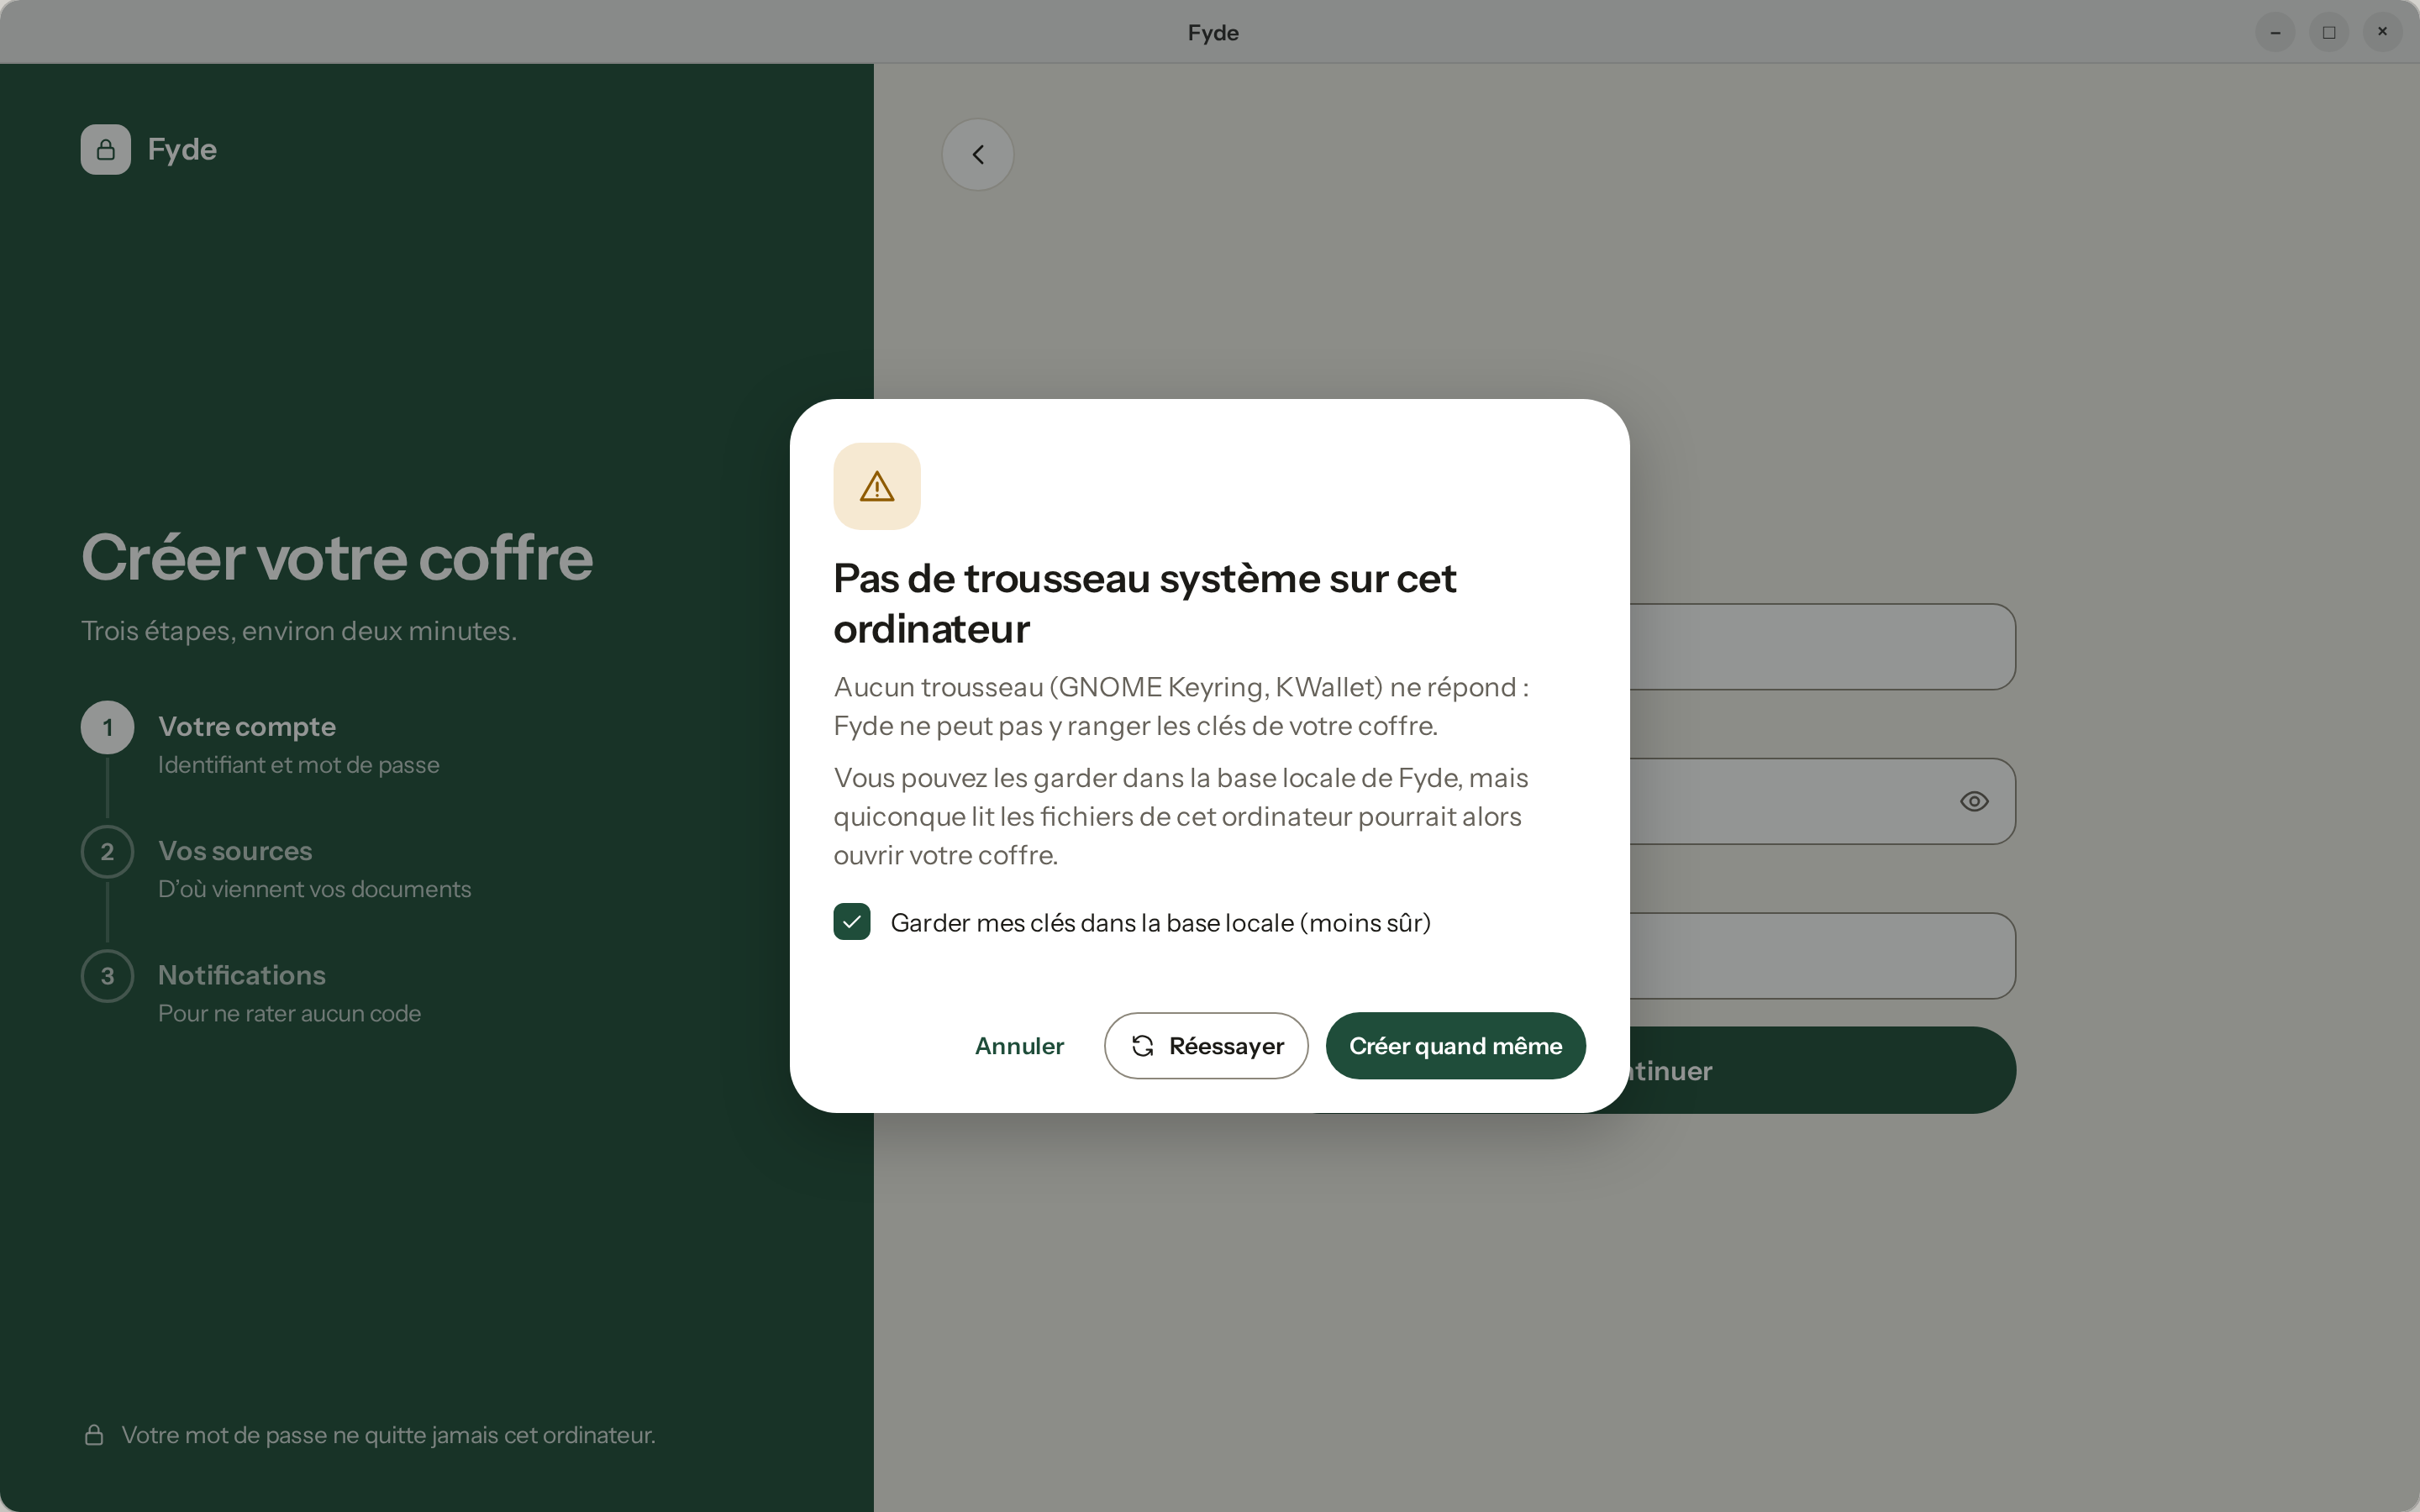 Fyde
Fyde
Créer votre coffre
Trois étapes, environ deux minutes.
1
Votre compte
Identifiant et mot de passe
2
Vos sources
D’où viennent vos documents
3
Notifications
Pour ne rater aucun code
Votre mot de passe ne quitte jamais cet ordinateur.
Pas de trousseau système sur cet
ordinateur
Aucun trousseau (GNOME Keyring, KWallet) ne répond :
Fyde ne peut pas y ranger les clés de votre coffre.
Vous pouvez les garder dans la base locale de Fyde, mais
quiconque lit les fichiers de cet ordinateur pourrait alors
ouvrir votre coffre.
Garder mes clés dans la base locale (moins sûr)
Annuler
Réessayer
Créer quand même